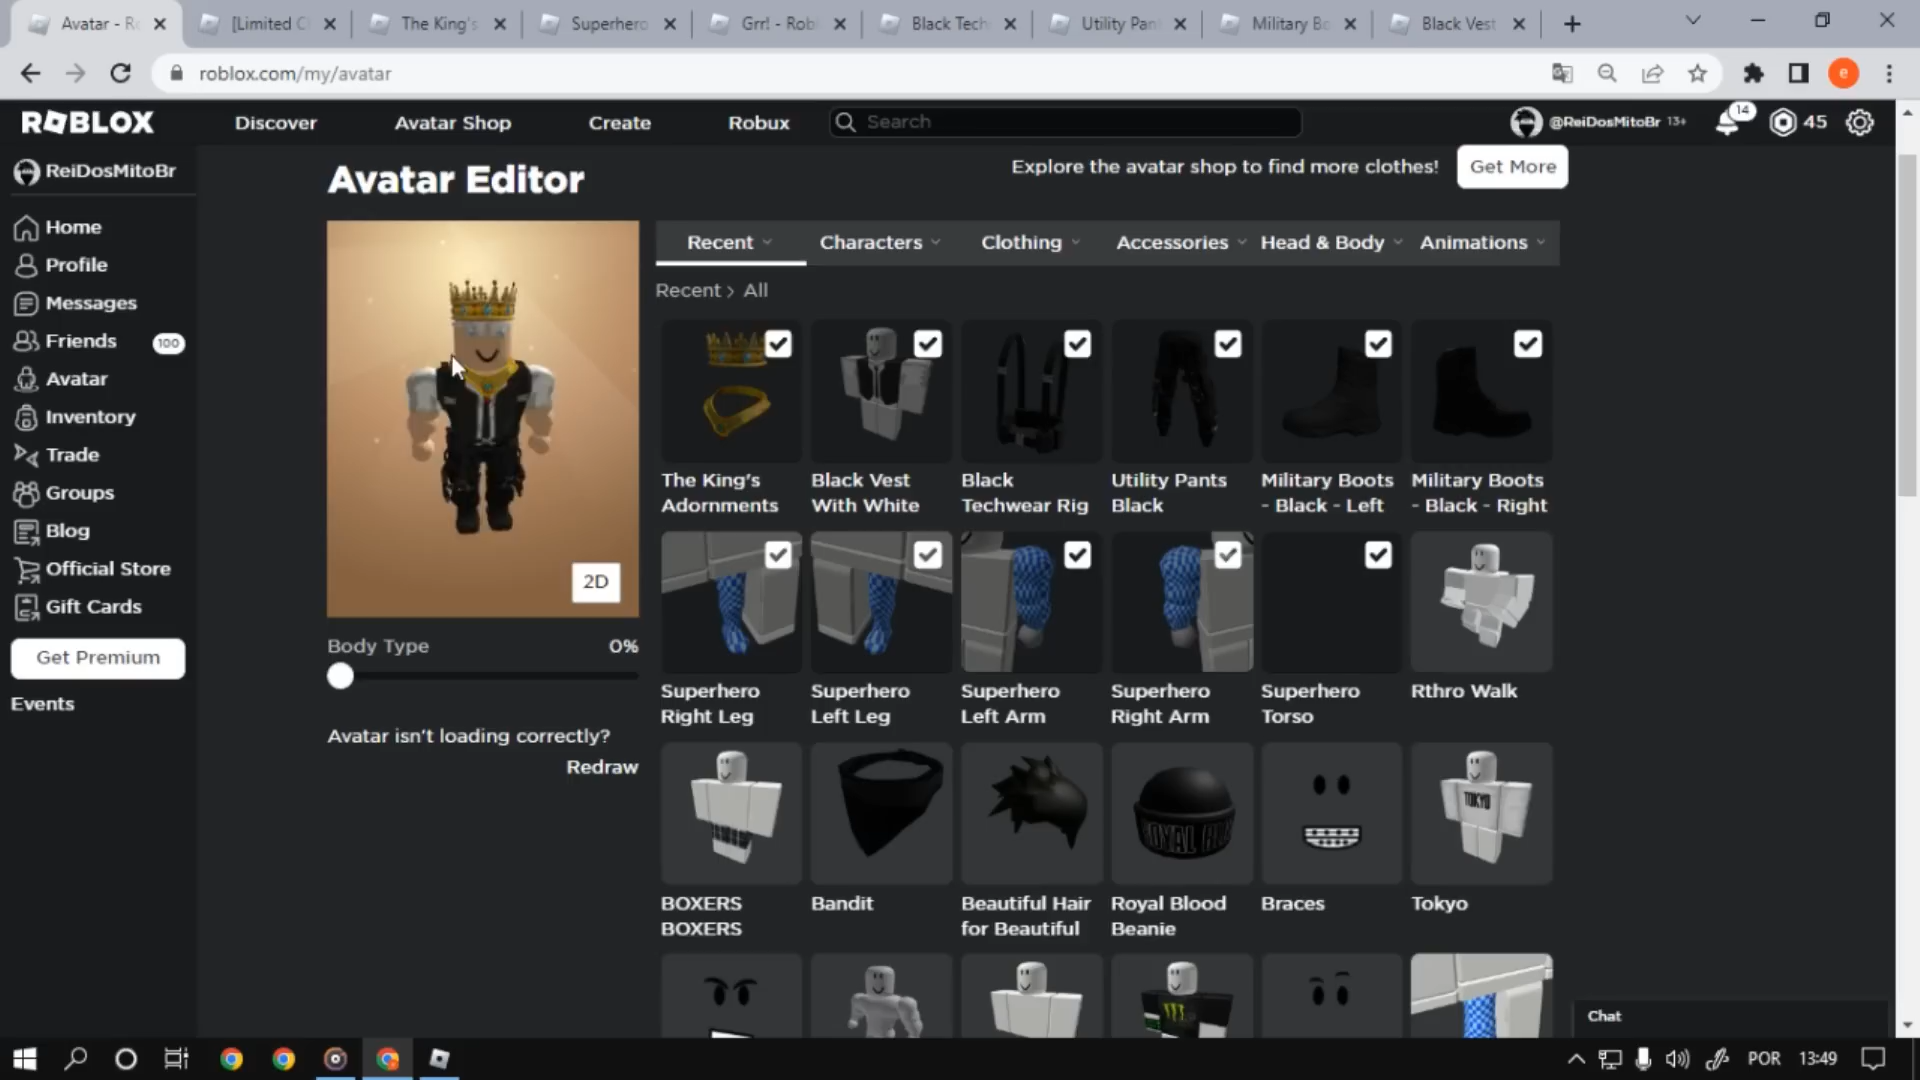 Avatar - Ro
[Limited C
The King's
Superhero
Grr! - Rob
Black Tech
Utility Pan
Military Bo
Black Vest
roblox.com/my/avatar
e
ROBLOX
Discover
Avatar Shop
Create
Robux
Search
@ReiDosMitoBr 13+
14
45
ReiDosMitoBr
Home
Profile
Messages
Friends
100
Avatar
Inventory
Trade
Groups
Blog
Official Store
Gift Cards
Get Premium
Events
Avatar Editor
Explore the avatar shop to find more clothes!
Get More
2D
Body Type
0%
Avatar isn't loading correctly?
Redraw
Recent
Characters
Clothing
Accessories
Head & Body
Animations
Recent > All
The King's
Adornments
Black Vest
With White
Black
Techwear Rig
Utility Pants
Black
Military Boots
- Black - Left
Military Boots
- Black - Right
Superhero
Right Leg
Superhero
Left Leg
Superhero
Left Arm
Superhero
Right Arm
Superhero
Torso
Rthro Walk
TOKYO
BOXERS
BOXERS
Bandit
Beautiful Hair
for Beautiful
Royal Blood
Beanie
Braces
Tokyo
Chat
POR
13:49